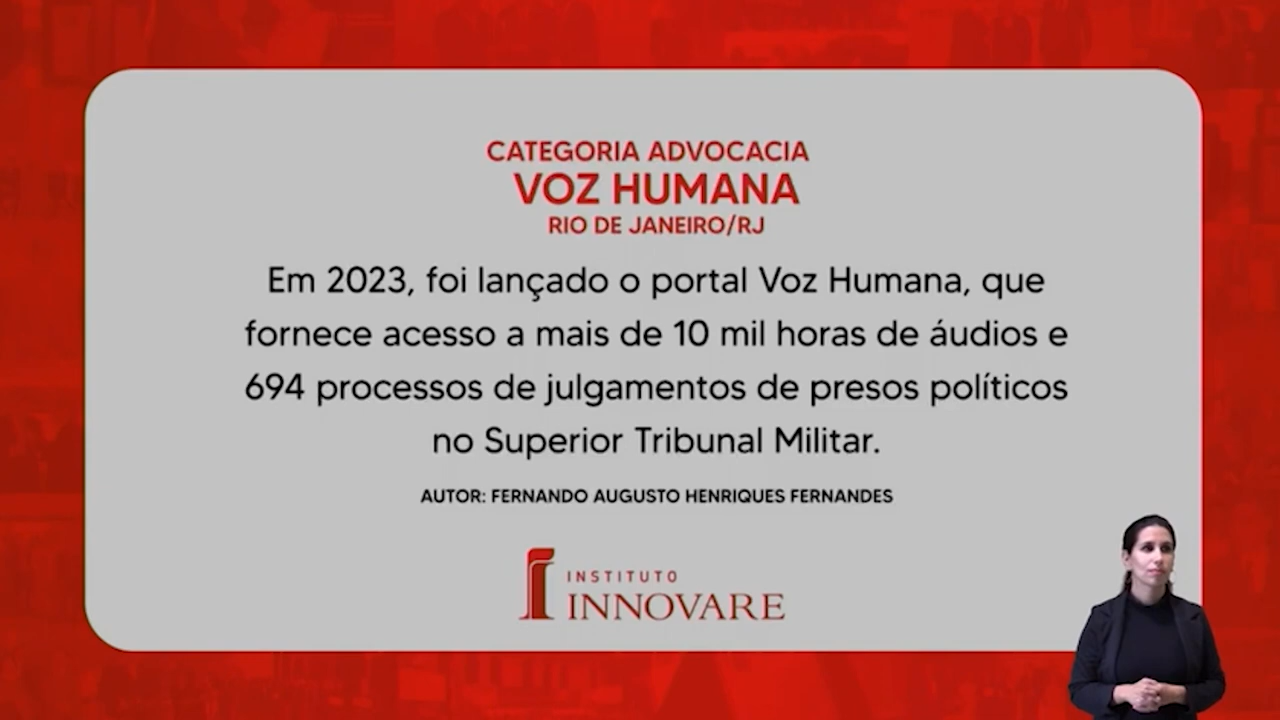 CATEGORIA ADVOCACIA
VOZ HUMANA
RIO DE JANEIRO/RJ
Em 2023, foi lançado o portal Voz Humana, que
fornece acesso a mais de 10 mil horas de áudios e
694 processos de julgamentos de presos políticos
no Superior Tribunal Militar.
AUTOR: FERNANDO AUGUSTO HENRIQUES FERNANDES
INSTITUTO
INNOVARE